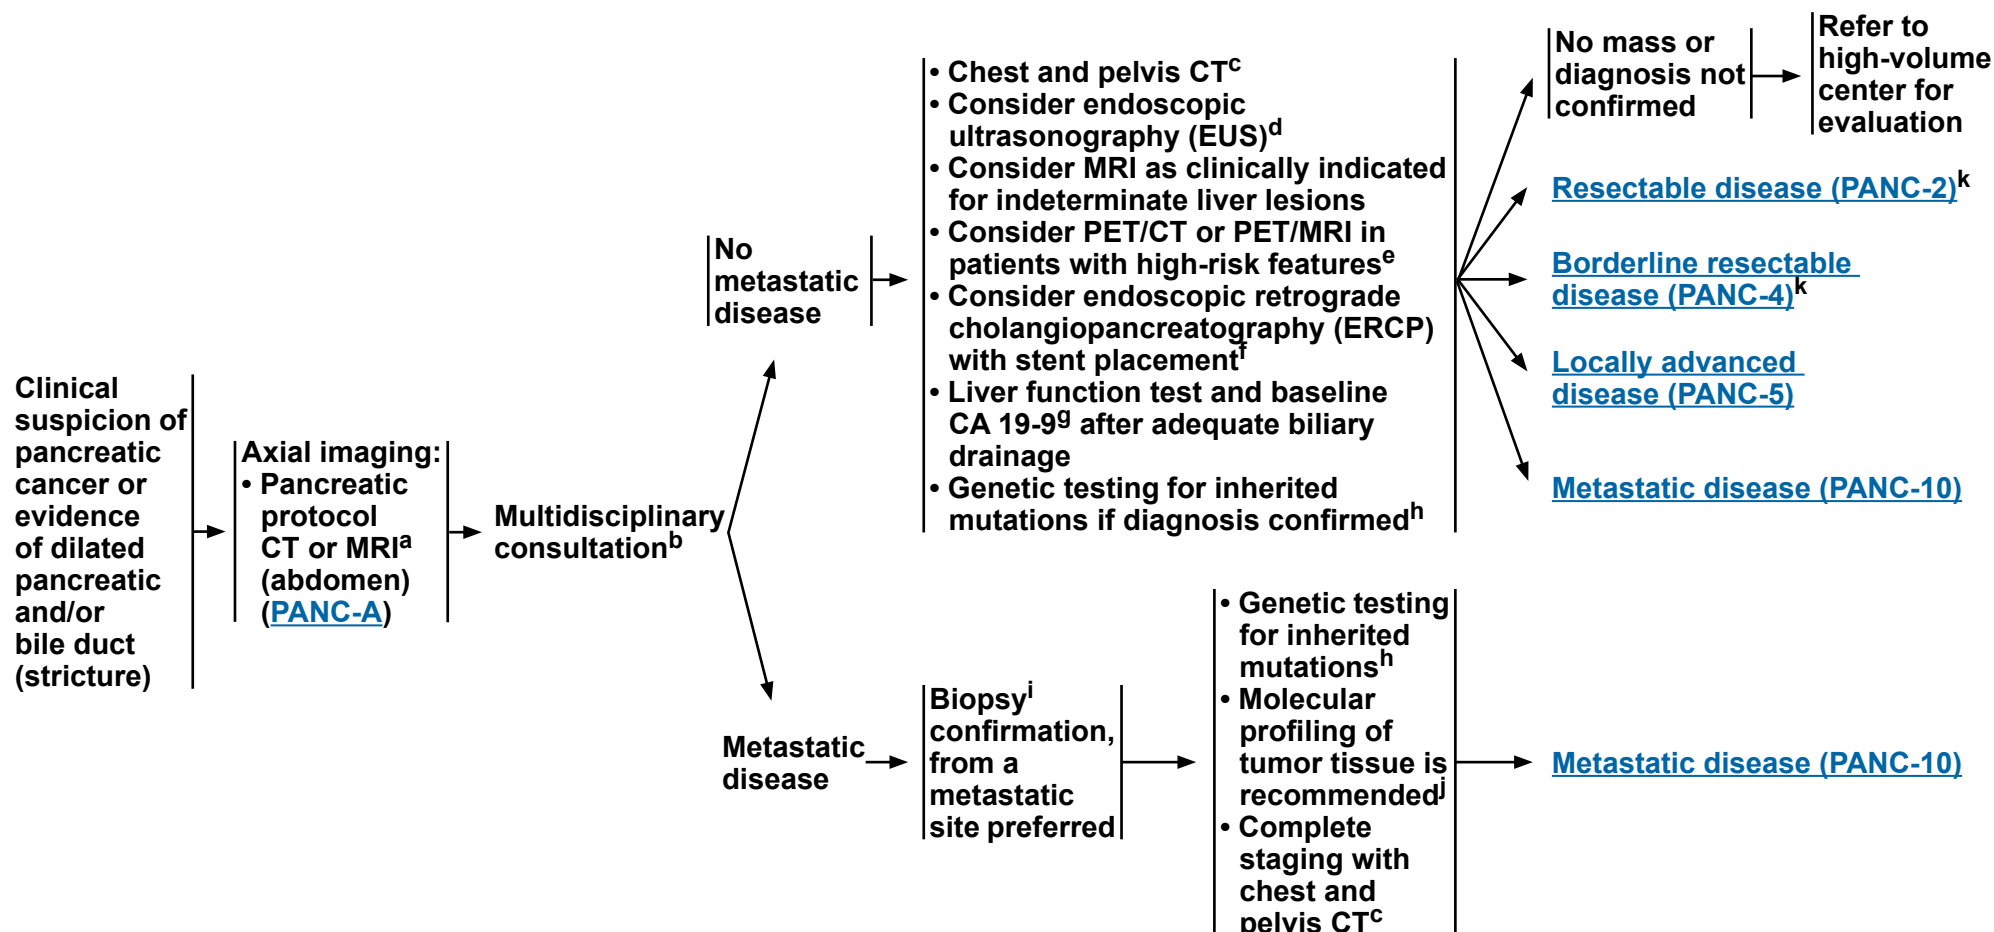 Clinical
suspicion of
pancreatic
cancer or
evidence
of dilated
pancreatic
and/or
bile duct
(stricture)
Axial imaging:
• Pancreatic
protocol
CT or MRIa
(abdomen)
(PANC-A)
Multidisciplinary
consultationb
No
metastatic
disease
• Chest and pelvis CTc
• Consider endoscopic
ultrasonography (EUS)d
• Consider MRI as clinically indicated
for indeterminate liver lesions
• Consider PET/CT or PET/MRI in
patients with high-risk featurese
• Consider endoscopic retrograde
cholangiopancreatography (ERCP)
with stent placementf
• Liver function test and baseline
CA 19-9g after adequate biliary
drainage
• Genetic testing for inherited
mutations if diagnosis confirmedh
No mass or
diagnosis not
confirmed
Refer to
high-volume
center for
evaluation
Resectable disease (PANC-2)k
Borderline resectable
disease (PANC-4)k
Locally advanced
disease (PANC-5)
Metastatic disease (PANC-10)
Metastatic
disease
Biopsyi
confirmation,
from a
metastatic
site preferred
• Genetic testing
for inherited
mutationsh
• Molecular
profiling of
tumor tissue is
recommendedj
• Complete
staging with
chest and
pelvis CTc
Metastatic disease (PANC-10)